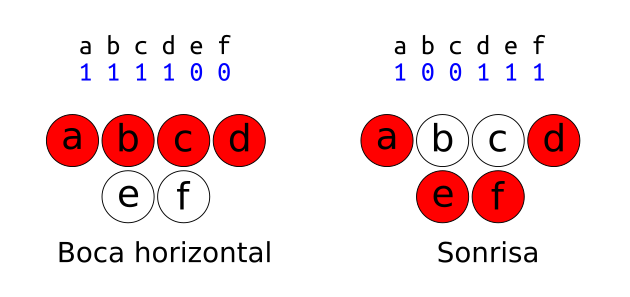 a b c d e f
1 1 1 1 0 0
a b c d
e f
Boca horizontal
a b c d e f
1 0 0 1 1 1
a b c d
e f
Sonrisa